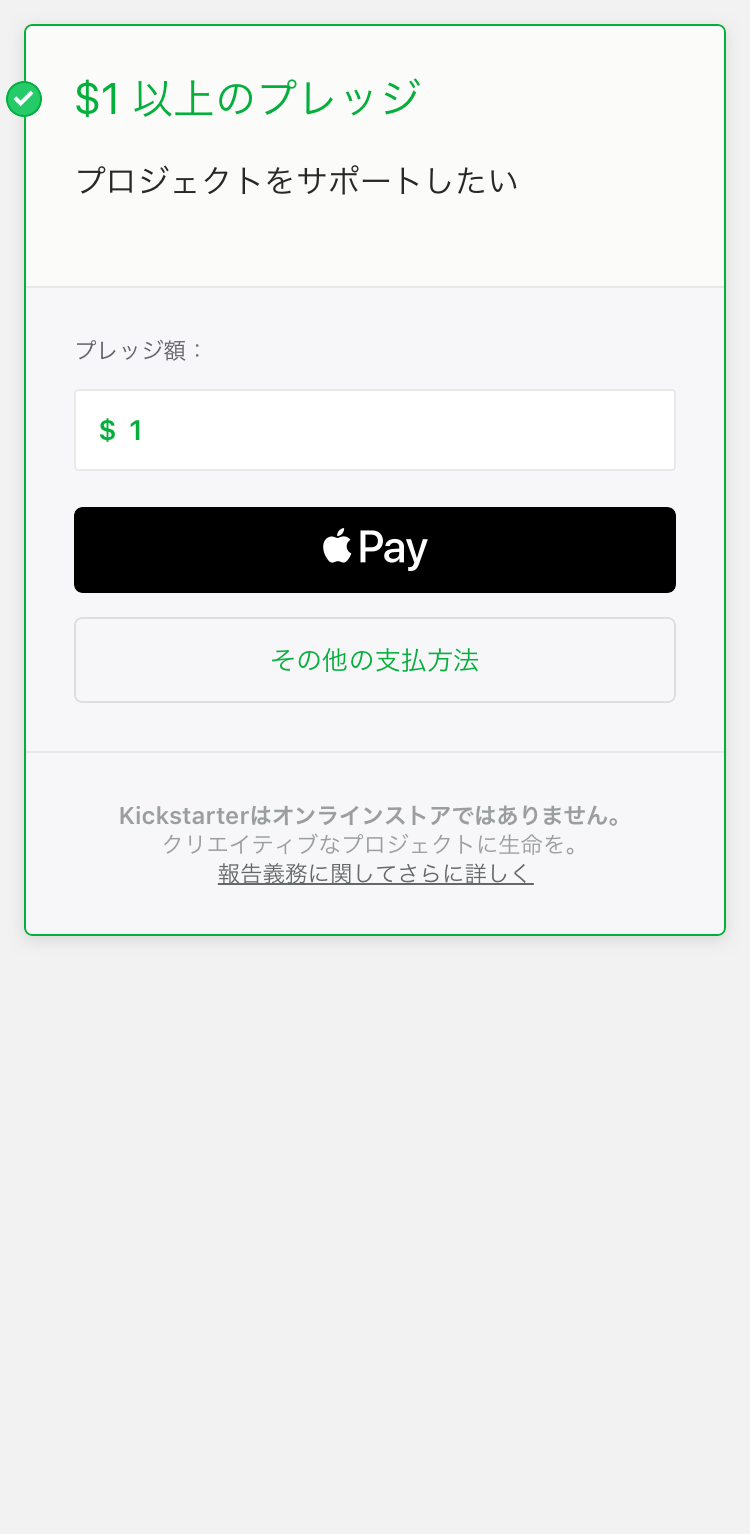 $1 以上のプレッジ
プロジェクトをサポートしたい
プレッジ額：
$ 1
Pay
その他の支払方法
Kickstarterはオンラインストアではありません。
クリエイティブなプロジェクトに生命を。
報告義務に関してさらに詳しく